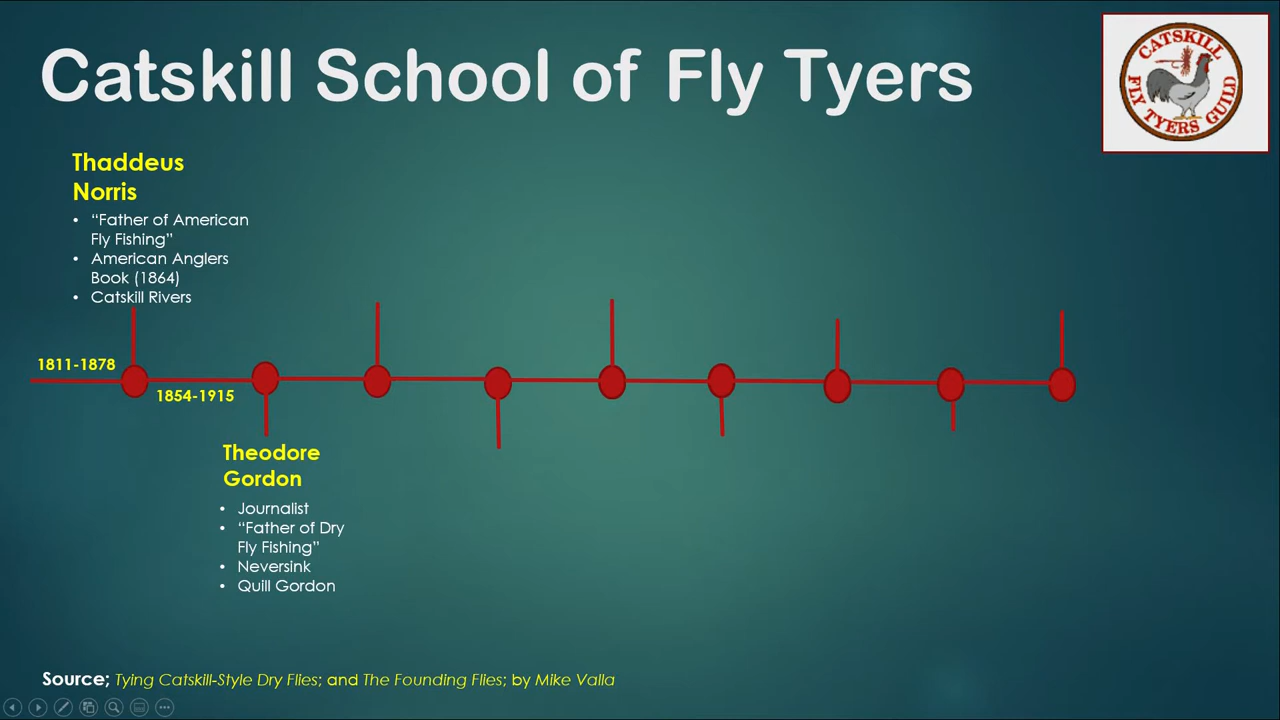 Catskill School of Fly Tyers
CATSKILL
FLY TYERS GUILD
Thaddeus
Norris
• “Father of American
Fly Fishing”
• American Anglers
Book (1864)
• Catskill Rivers
1811-1878
1854-1915
Theodore
Gordon
• Journalist
• “Father of Dry
Fly Fishing”
• Neversink
• Quill Gordon
Source; Tying Catskill-Style Dry Flies; and The Founding Flies; by Mike Valla